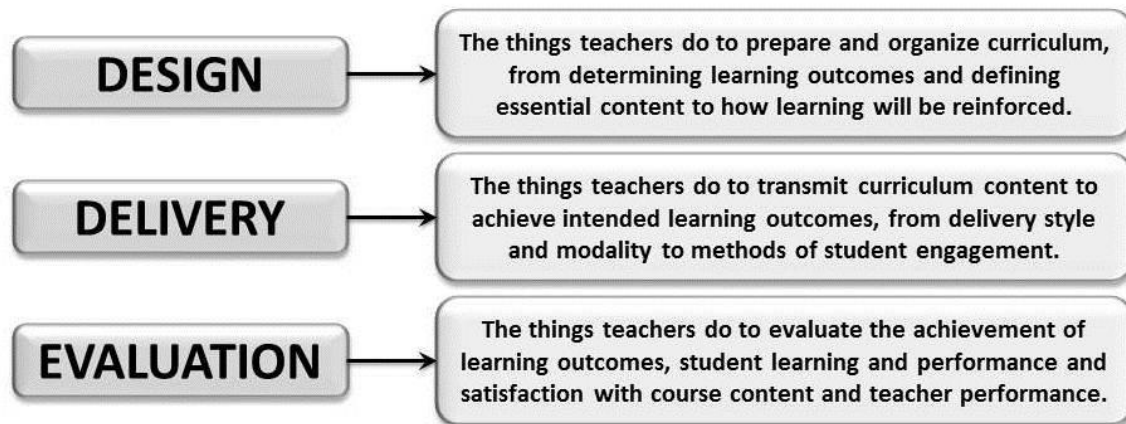 DESIGN
The things teachers do to prepare and organize curriculum,
from determining learning outcomes and defining
essential content to how learning will be reinforced.
DELIVERY
The things teachers do to transmit curriculum content to
achieve intended learning outcomes, from delivery style
and modality to methods of student engagement.
EVALUATION
The things teachers do to evaluate the achievement of
learning outcomes, student learning and performance and
satisfaction with course content and teacher performance.